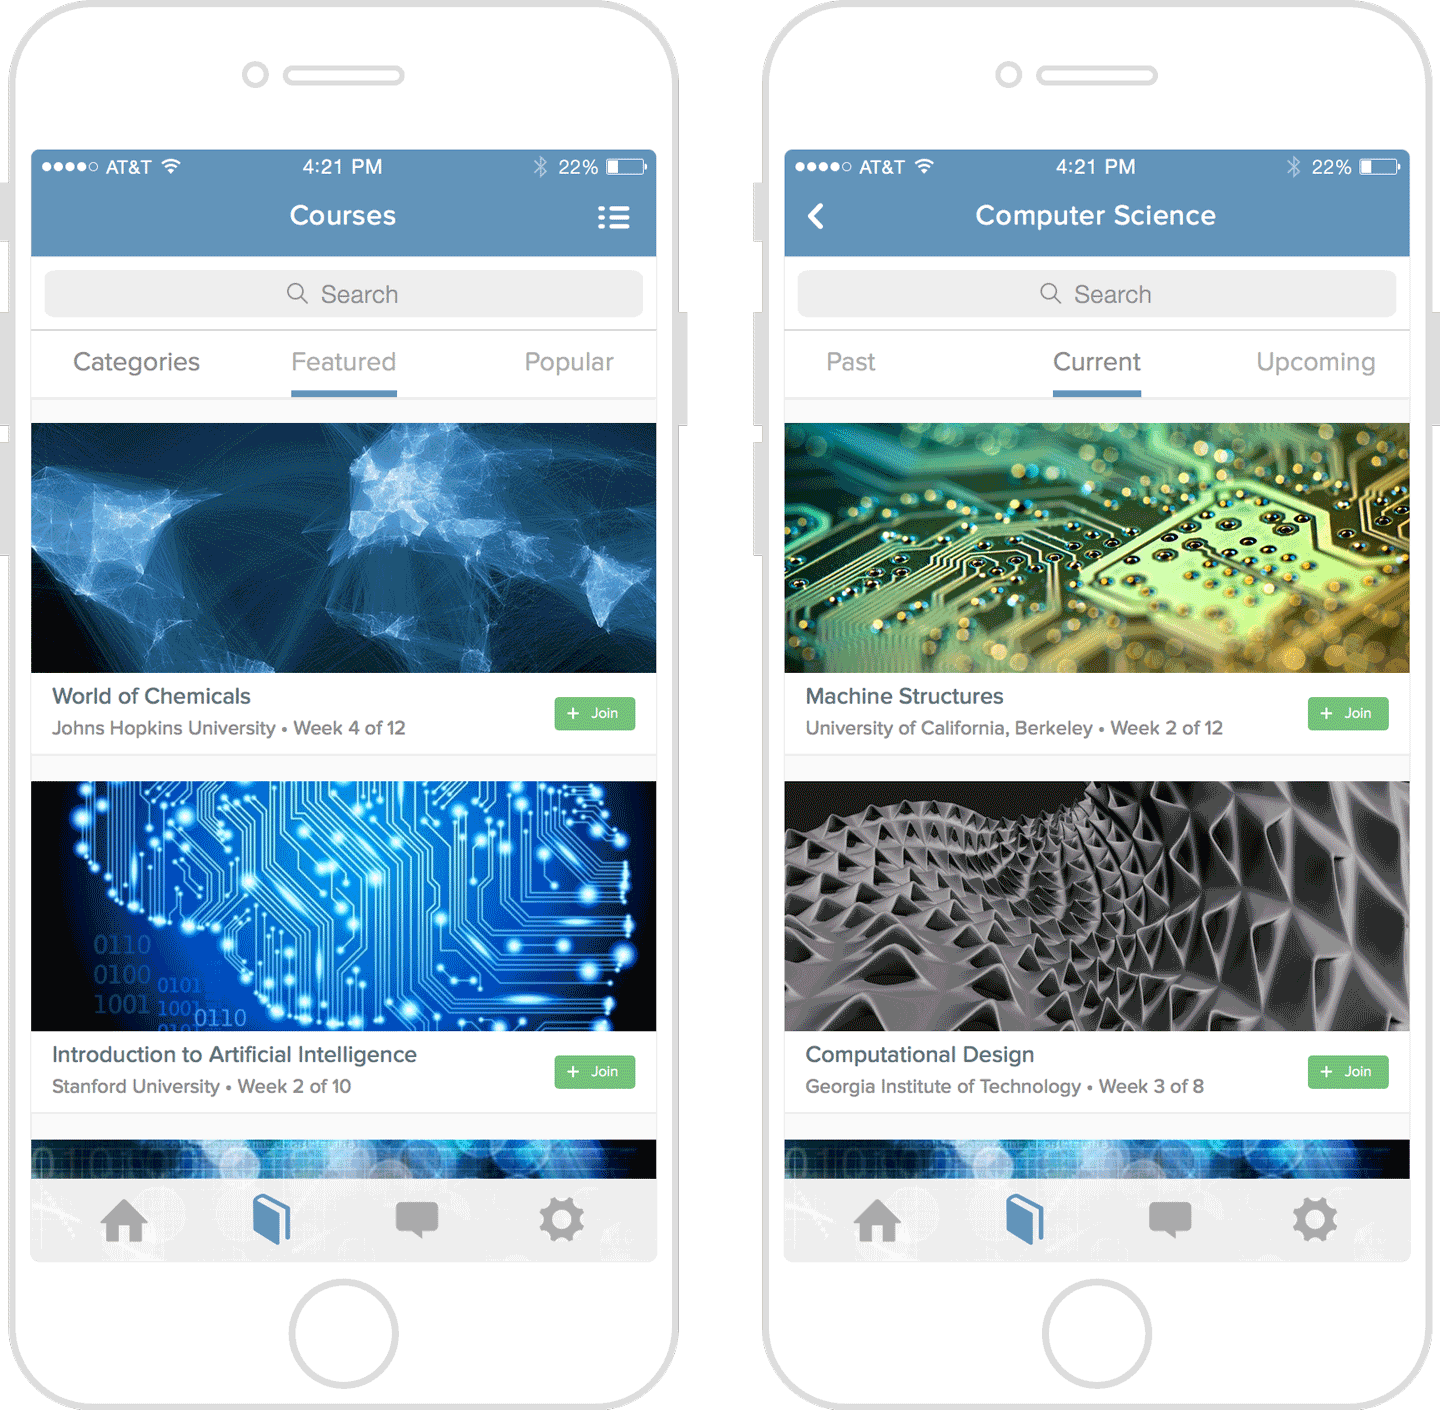 AT&T 4:21 PM 22%
Courses
Search
Categories Featured Popular
World of Chemicals
Johns Hopkins University • Week 4 of 12
+ Join
0110
0100
1001
0101
1001
0110
Introduction to Artificial Intelligence
Stanford University • Week 2 of 10
+ Join
AT&T 4:21 PM 22%
Computer Science
Search
Past Current Upcoming
Machine Structures
University of California, Berkeley • Week 2 of 12
+ Join
Computational Design
Georgia Institute of Technology • Week 3 of 8
+ Join